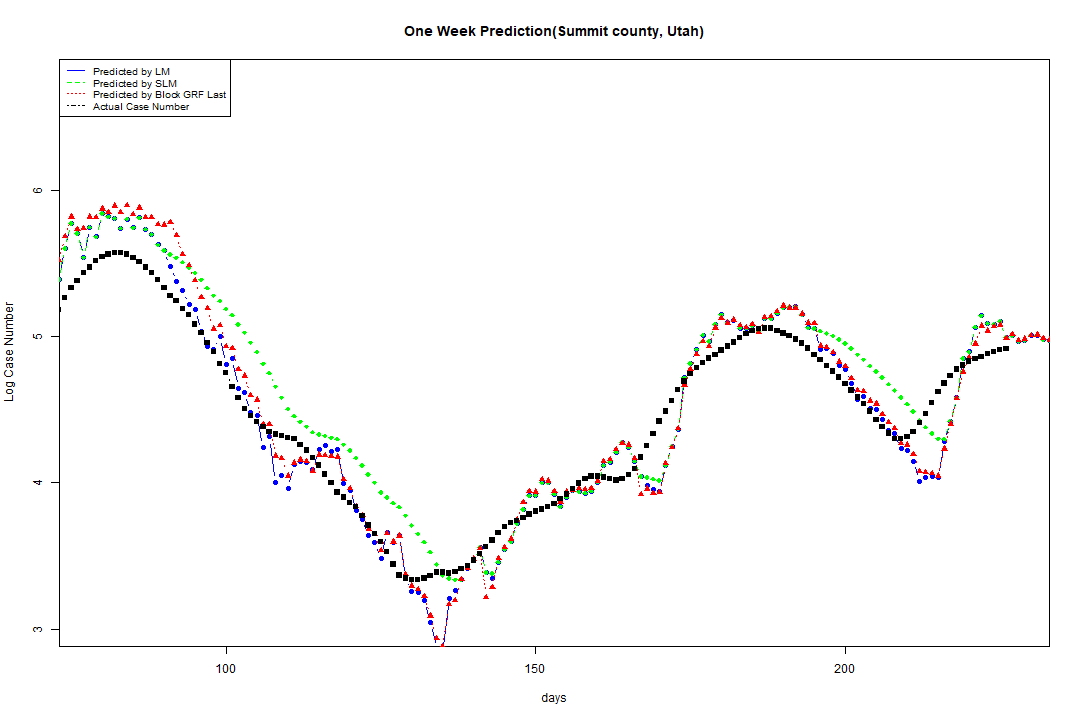 One Week Prediction(Summit county, Utah)
Predicted by LM
Predicted by SLM
Predicted by Block GRF Last
Actual Case Number
6
5
4
3
Log Case Number
100 150 200
days